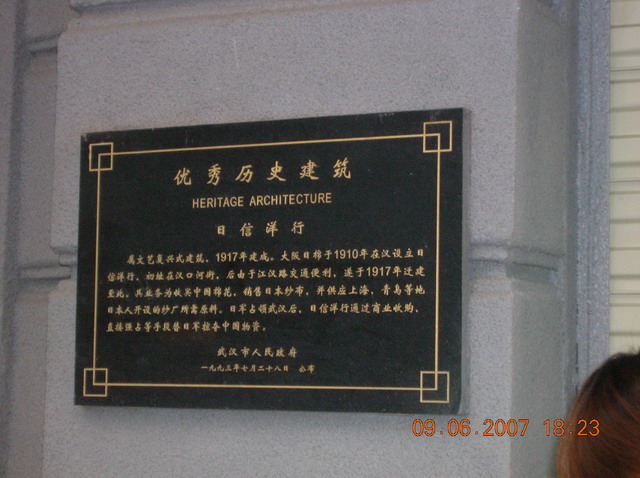 优秀历史建筑
HERITAGE ARCHITECTURE
日信洋行
属文艺复兴式建筑，1917年建成。大阪日棉于1910年在汉设立日
信洋行，初址在汉口河街，后由于江汉路交通便利，遂于1917年迁建
至此。其业务为收买中国棉花，销售日本纱布，并供应上海、青岛等地
日本人开设的纱厂所需原料。日军占领武汉后，日信洋行通过商业收购、
直接强占等手段替日军掠夺中国物资。
武汉市人民政府
一九九三年七月二十八日 公布
09.06.2007 18:23